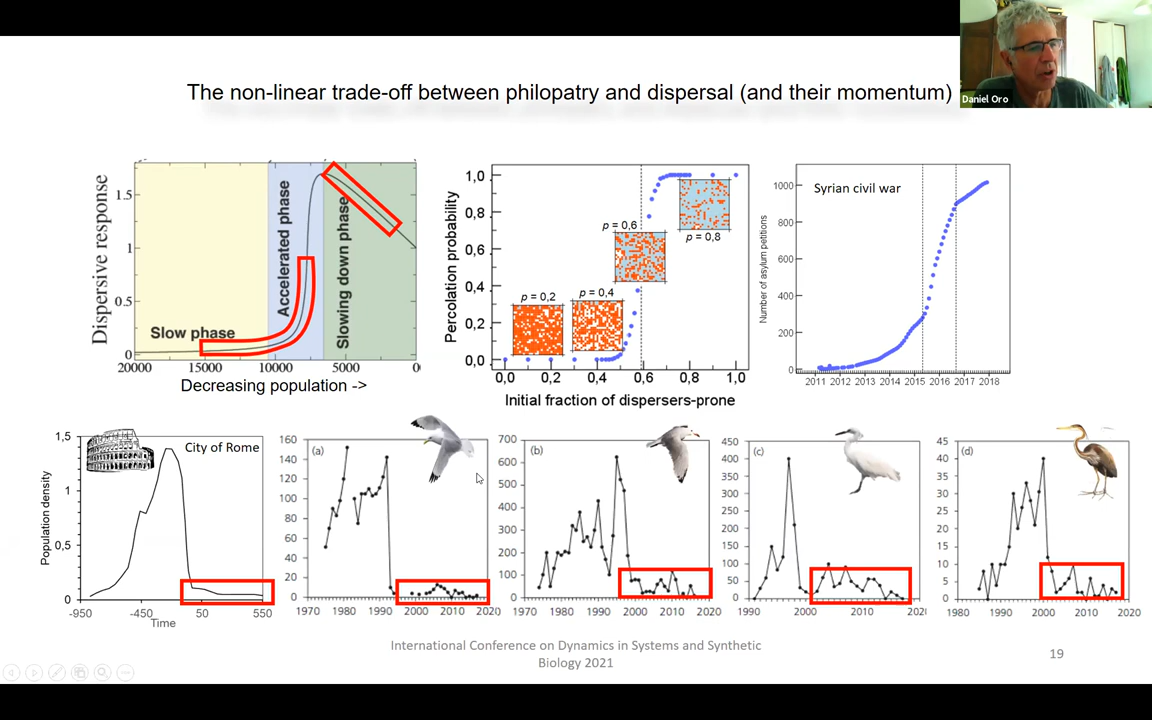 Daniel Oro
The non-linear trade-off between philopatry and dispersal (and their momentum)
Dispersive response
1.5
1
0.5
0
Slow phase
Accelerated phase
Slowing down phase
20000 15000 10000 5000 0
Decreasing population ->
Percolation probability
1,0
0,8
0,6
0,4
0,2
0,0
p = 0,2
p = 0,4
p = 0,6
p = 0,8
0,0 0,2 0,4 0,6 0,8 1,0
Initial fraction of dispersers-prone
Syrian civil war
Number of asylum petitions
1000
800
600
400
200
0
2011 2012 2013 2014 2015 2016 2017 2018
City of Rome
Population density
1,5
1
0,5
0
-950 -450 50 550
Time
(a)
160
140
120
100
80
60
40
20
0
1970 1980 1990 2000 2010 2020
(b)
700
600
500
400
300
200
100
0
1970 1980 1990 2000 2010 2020
(c)
450
400
350
300
250
200
150
100
50
0
1990 2000 2010
(d)
45
40
35
30
25
20
15
10
5
0
1980 1990 2000 2010 2020
International Conference on Dynamics in Systems and Synthetic
Biology 2021
19